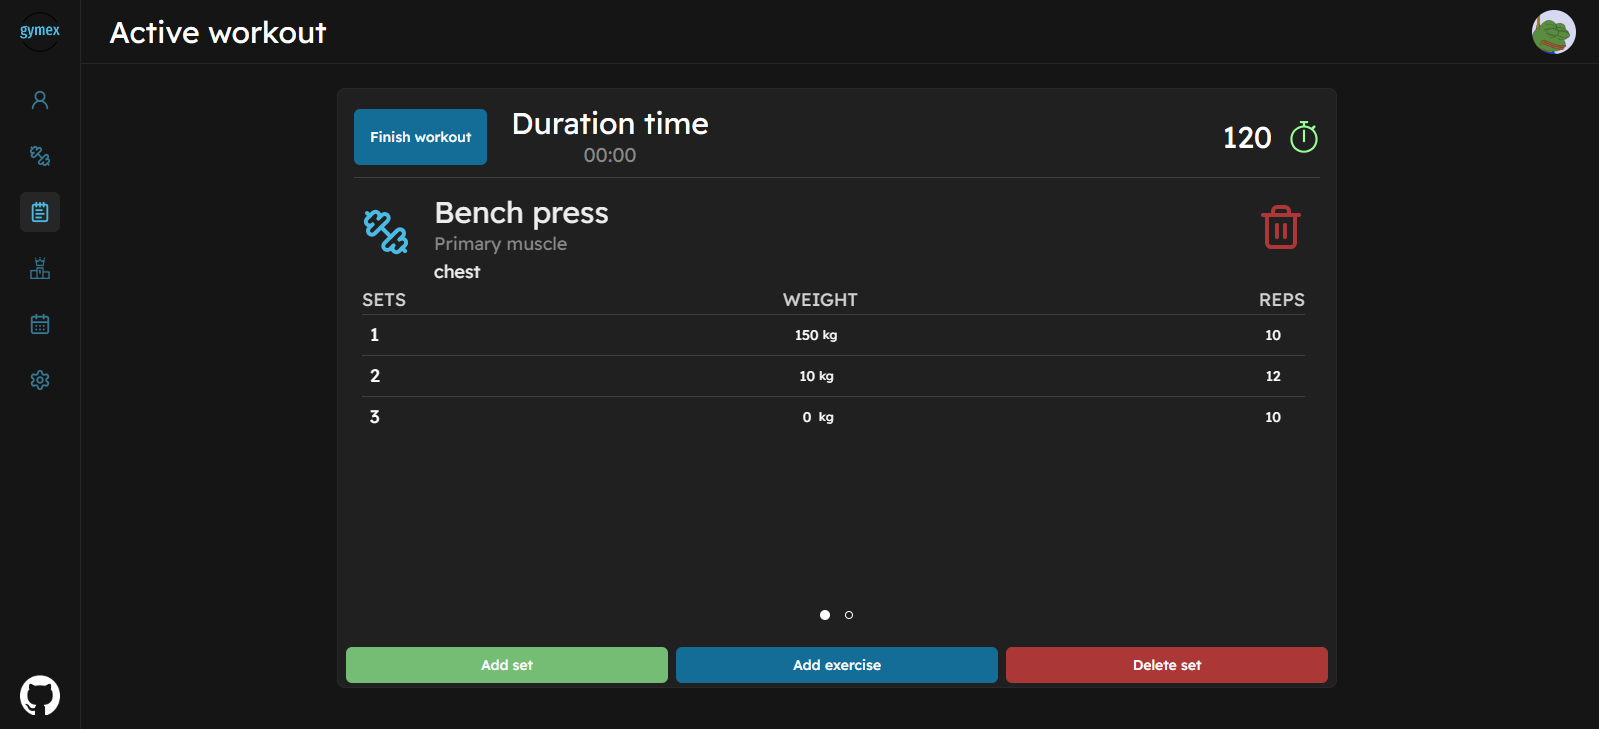 gymex
Active workout
Finish workout
Duration time
00:00
120
Bench press
Primary muscle
chest
SETS WEIGHT REPS
1 150 kg 10
2 10 kg 12
3 0 kg 10
Add set Add exercise Delete set